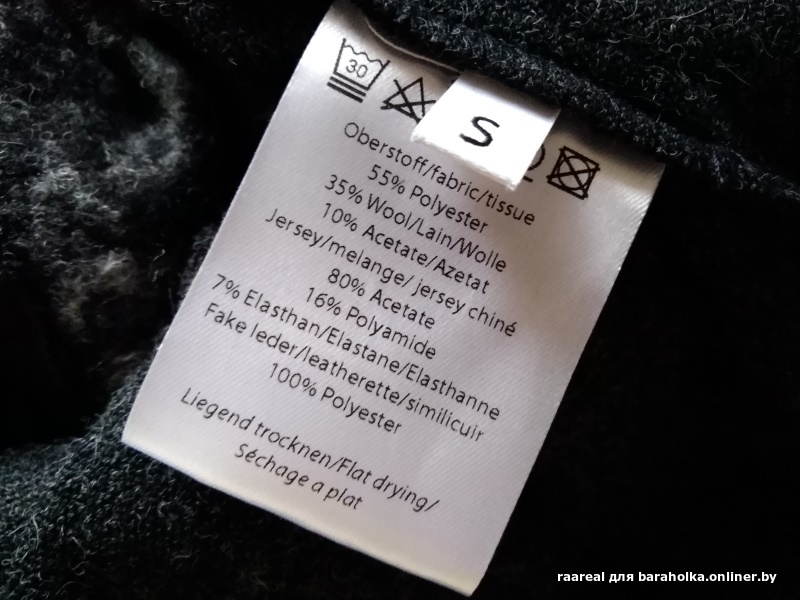 30
S
Oberstoff/fabric/tissue
55% Polyester
35% Wool/Lain/Wolle
10% Acetate/Azetat
Jersey/melange/ jersey chiné
80% Acetate
16% Polyamide
7% Elasthan/Elastane/Elasthanne
Fake leder/leatherette/similicuir
100% Polyester
Liegend trocknen/Flat drying/
Séchage a plat
raareal для baraholka.onliner.by